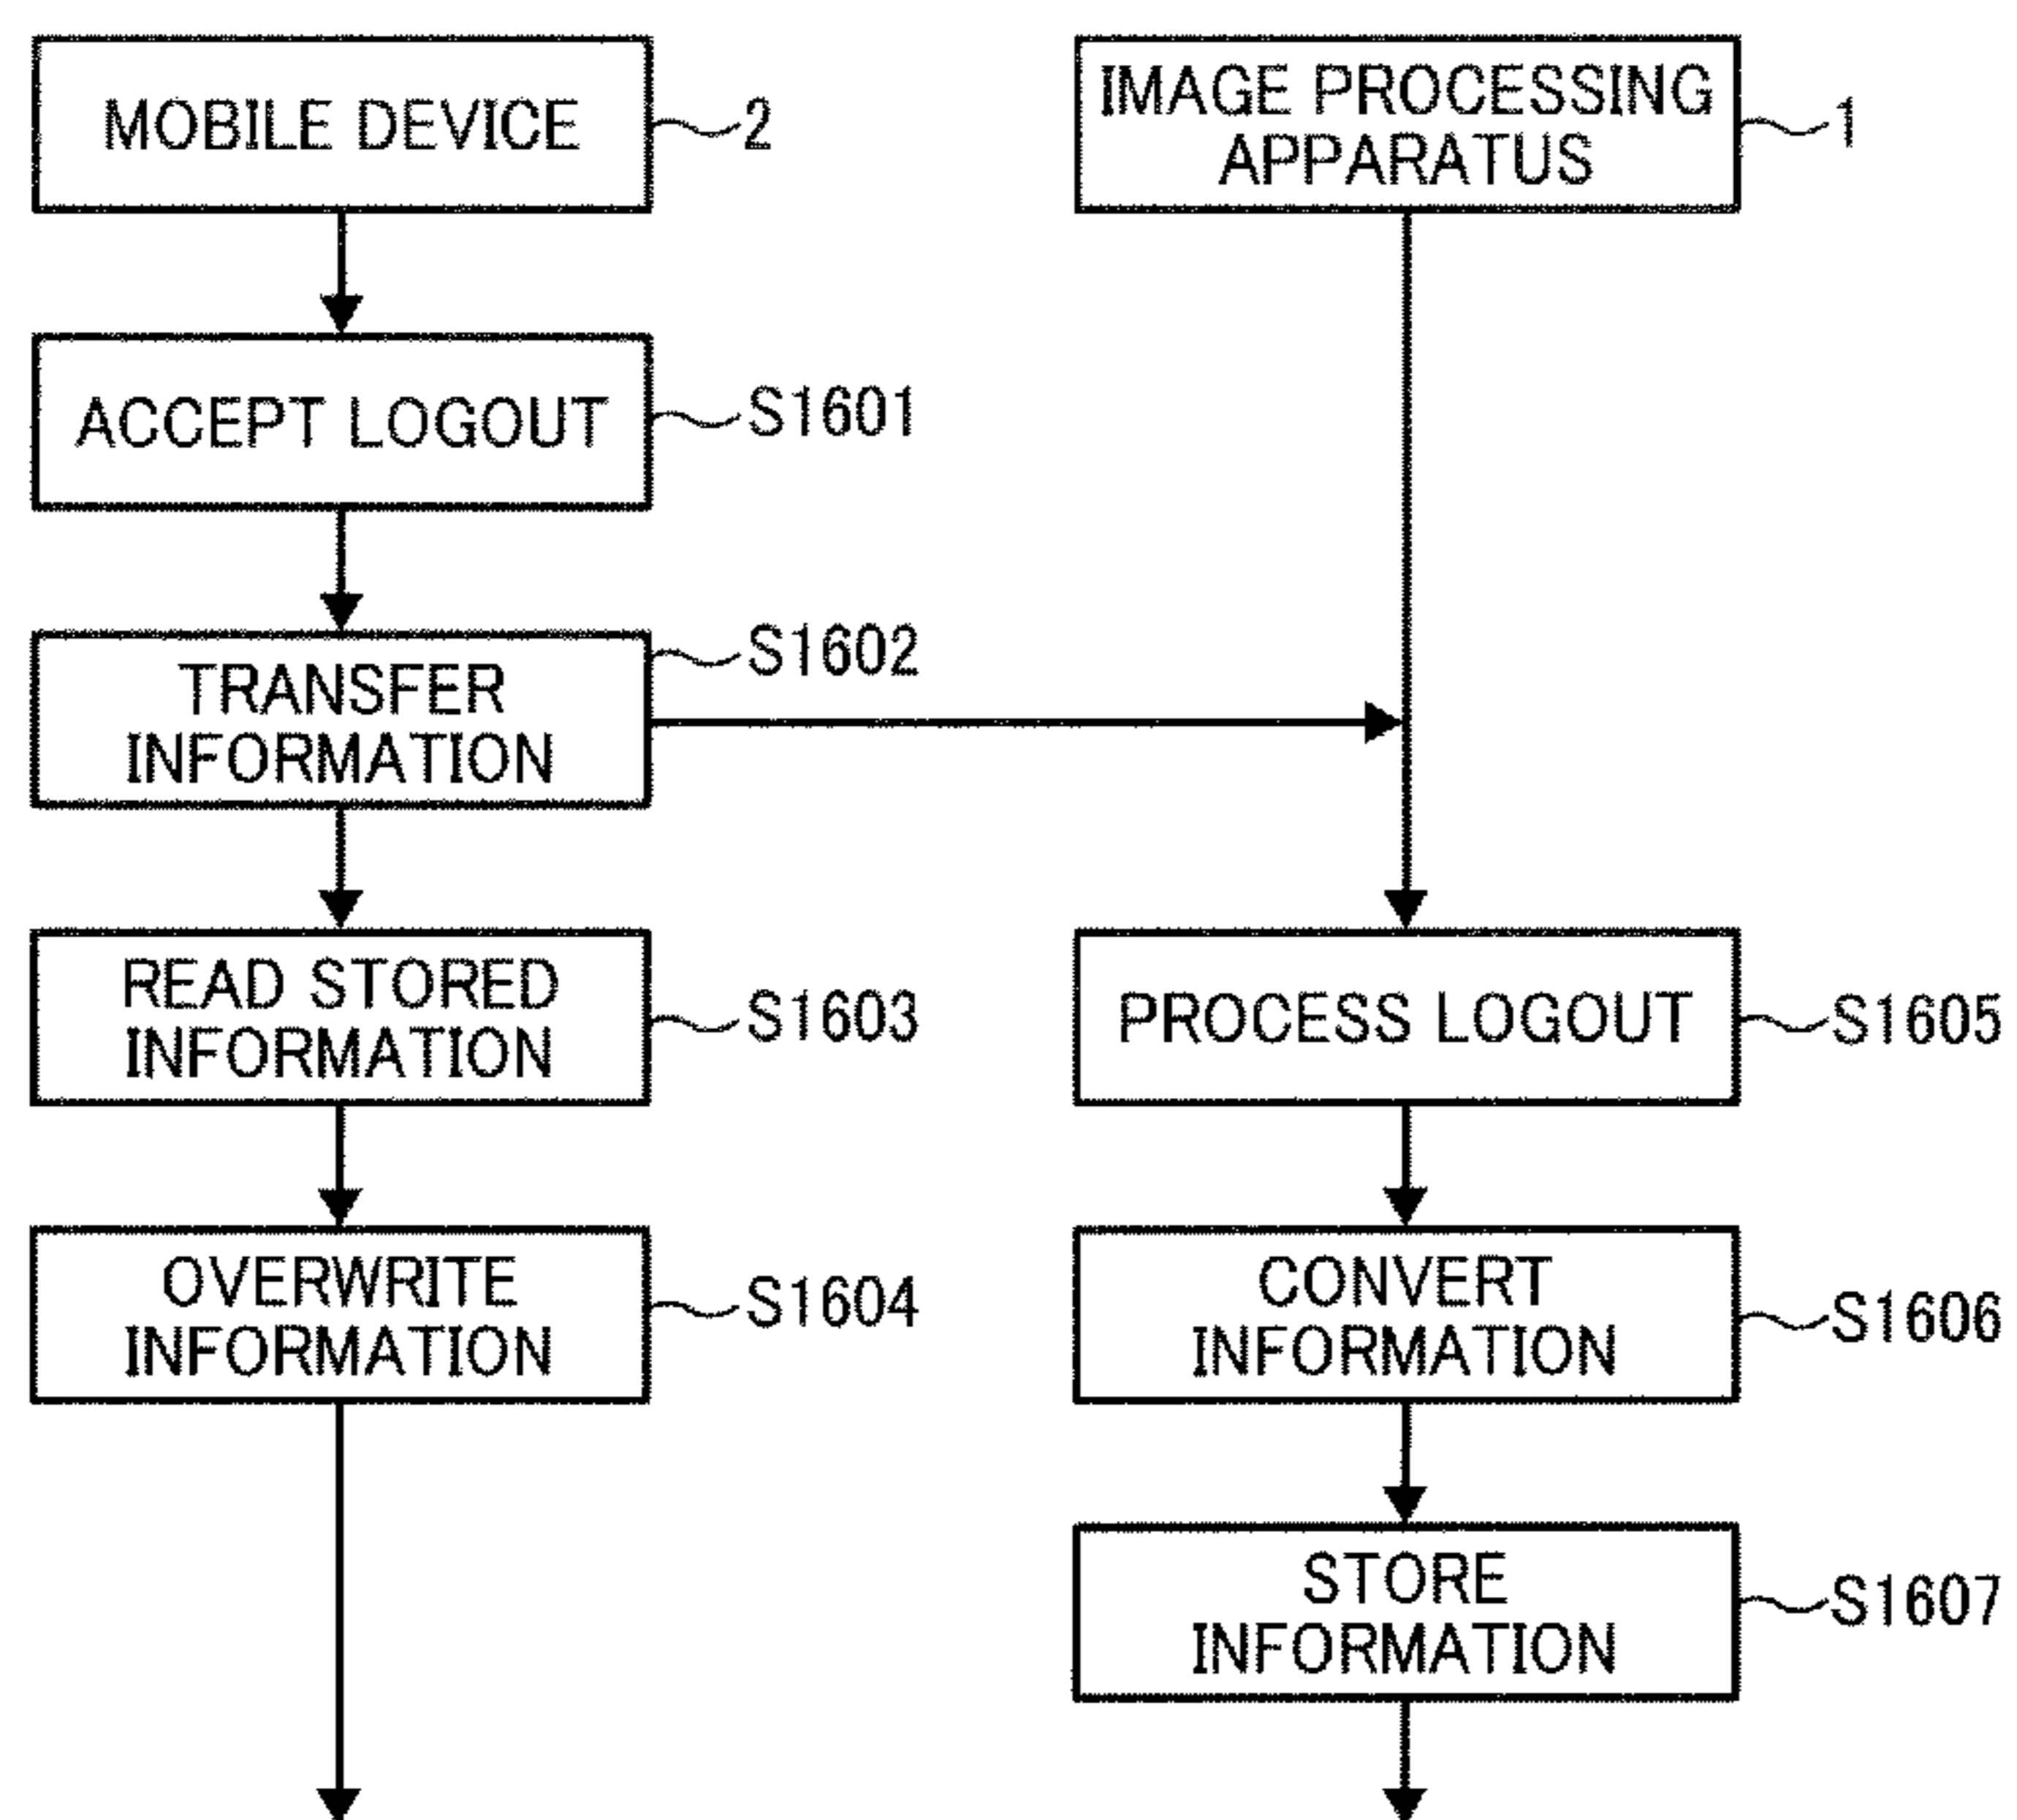 MOBILE DEVICE
2
IMAGE PROCESSING
APPARATUS
1
ACCEPT LOGOUT
S1601
TRANSFER
INFORMATION
S1602
READ STORED
INFORMATION
S1603
PROCESS LOGOUT
S1605
OVERWRITE
INFORMATION
S1604
CONVERT
INFORMATION
S1606
STORE
INFORMATION
S1607